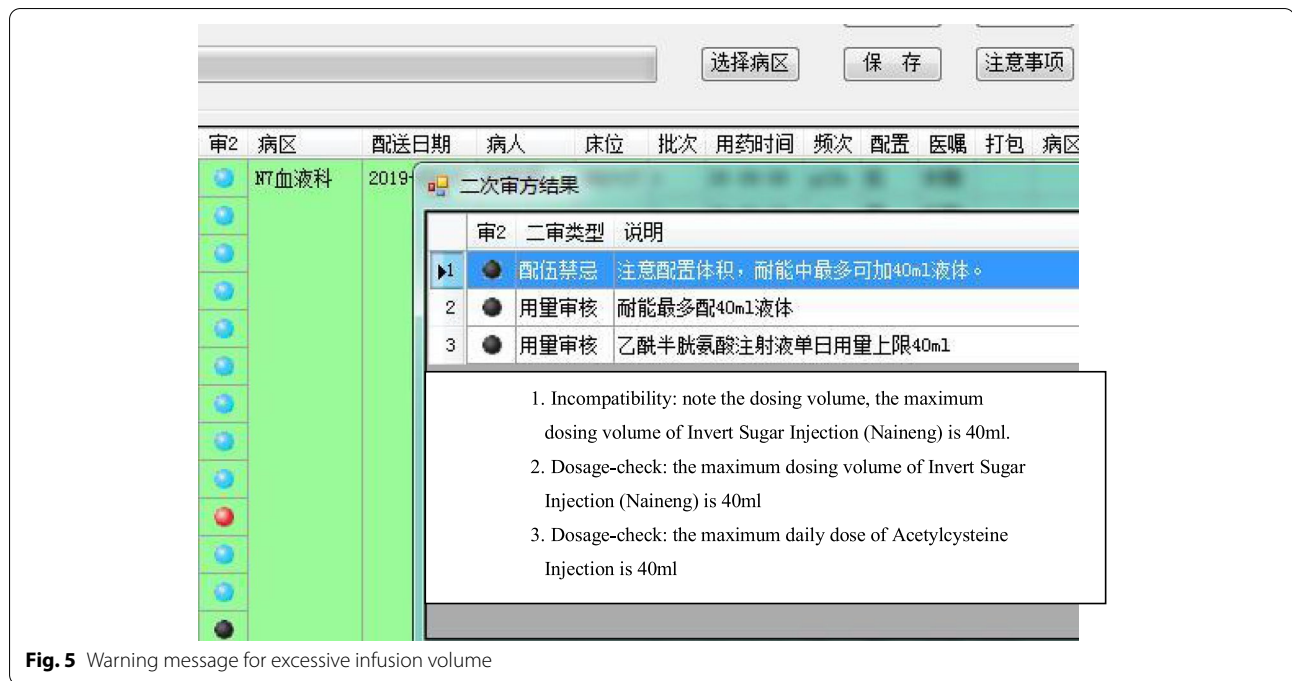 选择病区 保 存 注意事项
审2 病区 配送日期 病人 床位 批次 用药时间 频次 配置 医嘱 打包 病区
N7血液科 2019-
二次审方结果
审2 二审类型 说明
1 配伍禁忌 注意配置体积，耐能中最多可加40ml液体。
2 用量审核 耐能最多配40ml液体
3 用量审核 乙酰半胱氨酸注射液单日用量上限40ml
1. Incompatibility: note the dosing volume, the maximum
dosing volume of Invert Sugar Injection (Naineng) is 40ml.
2. Dosage-check: the maximum dosing volume of Invert Sugar
Injection (Naineng) is 40ml
3. Dosage-check: the maximum daily dose of Acetylcysteine
Injection is 40ml
Fig. 5 Warning message for excessive infusion volume